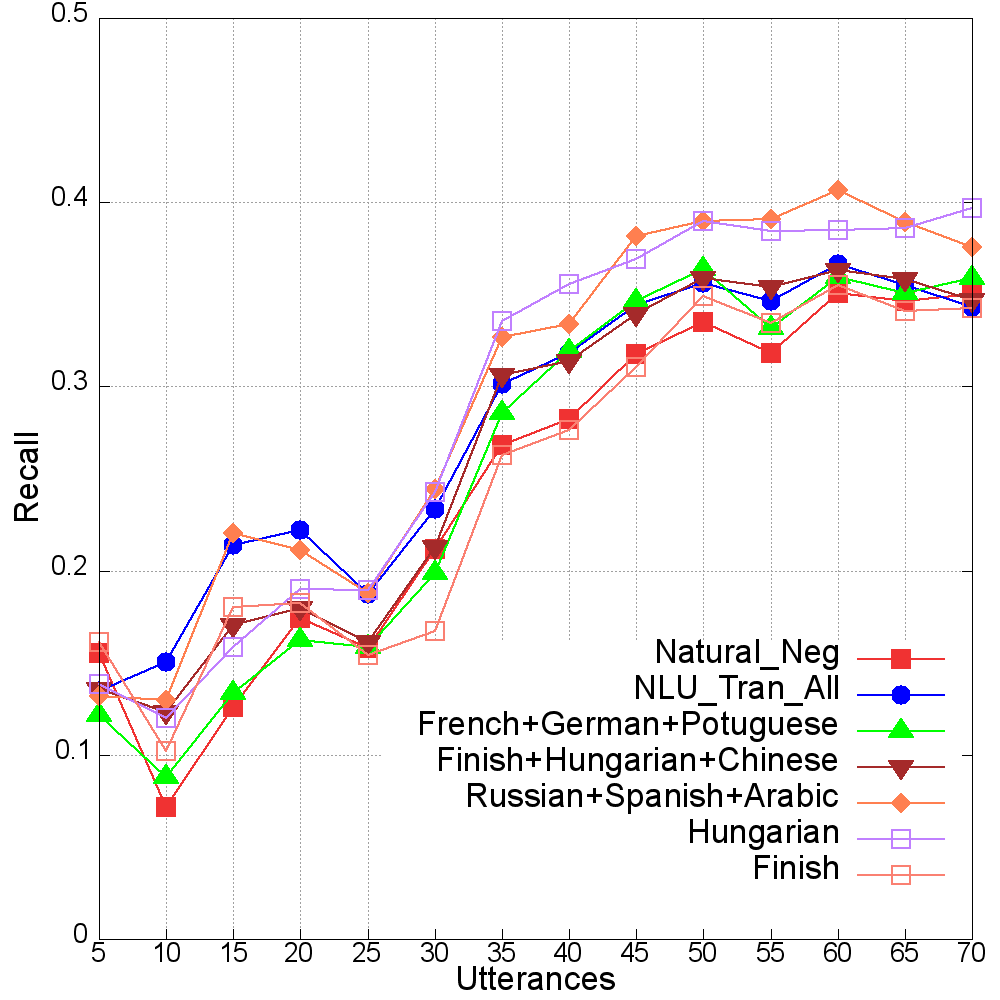 0.5
0.4
0.3
0.2
0.1
0
Recall
5 10 15 20 25 30 35 40 45 50 55 60 65 70
Utterances
Natural_Neg
NLU_Tran_All
French+German+Potuguese
Finish+Hungarian+Chinese
Russian+Spanish+Arabic
Hungarian
Finish